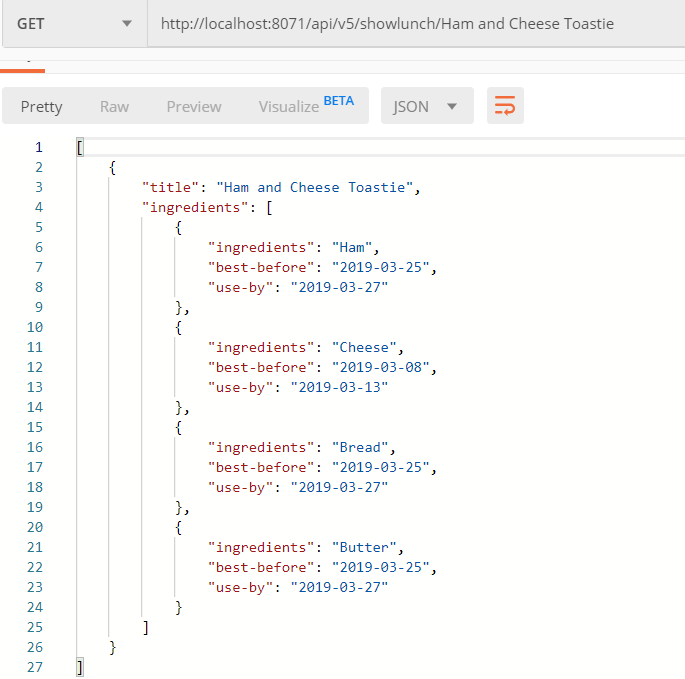 GET http://localhost:8071/api/v5/showlunch/Ham and Cheese Toastie
Pretty Raw Preview Visualize BETA JSON
1 [
2 {
3 "title": "Ham and Cheese Toastie",
4 "ingredients": [
5 {
6 "ingredients": "Ham",
7 "best-before": "2019-03-25",
8 "use-by": "2019-03-27"
9 },
10 {
11 "ingredients": "Cheese",
12 "best-before": "2019-03-08",
13 "use-by": "2019-03-13"
14 },
15 {
16 "ingredients": "Bread",
17 "best-before": "2019-03-25",
18 "use-by": "2019-03-27"
19 },
20 {
21 "ingredients": "Butter",
22 "best-before": "2019-03-25",
23 "use-by": "2019-03-27"
24 }
25 ]
26 }
27 ]